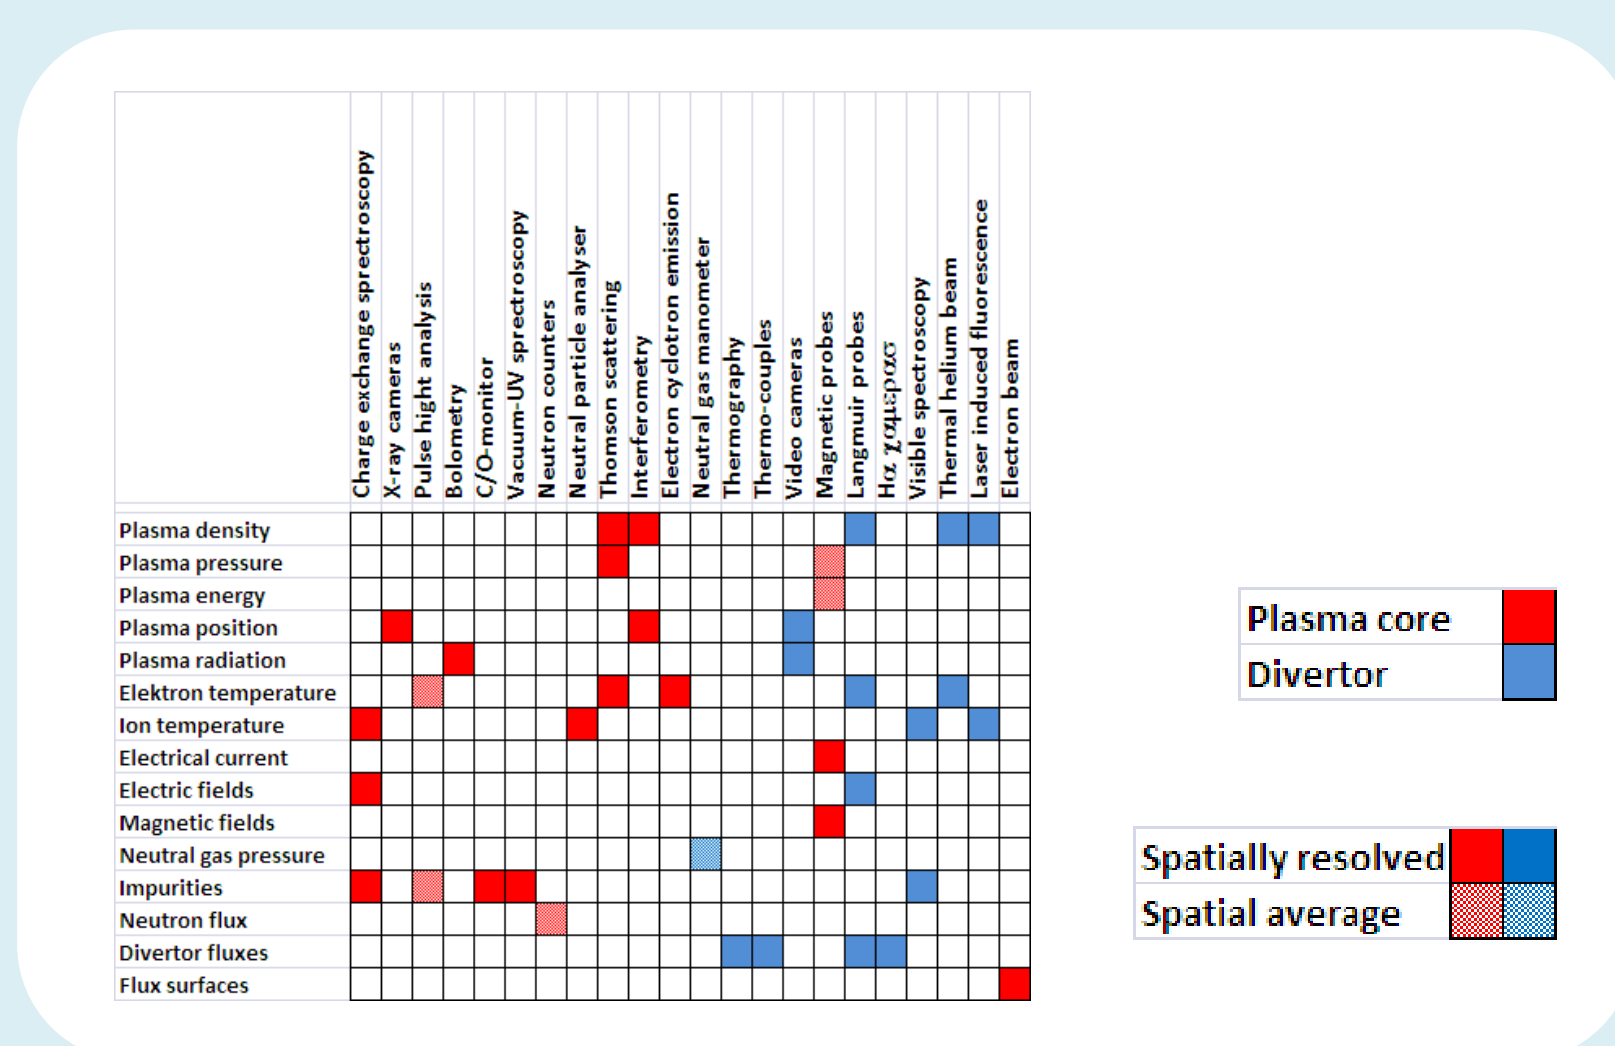 Charge exchange sprectroscopy
X-ray cameras
Pulse hight analysis
Bolometry
C/O-monitor
Vacuum-UV sprectroscopy
Neutron counters
Neutral particle analyser
Thomson scattering
Interferometry
Electron cyclotron emission
Neutral gas manometer
Thermography
Thermo-couples
Video cameras
Magnetic probes
Langmuir probes
Hα χαμερασ
Visible spectroscopy
Thermal helium beam
Laser induced fluorescence
Electron beam
Plasma density
Plasma pressure
Plasma energy
Plasma position
Plasma radiation
Elektron temperature
Ion temperature
Electrical current
Electric fields
Magnetic fields
Neutral gas pressure
Impurities
Neutron flux
Divertor fluxes
Flux surfaces
Plasma core
Divertor
Spatially resolved
Spatial average